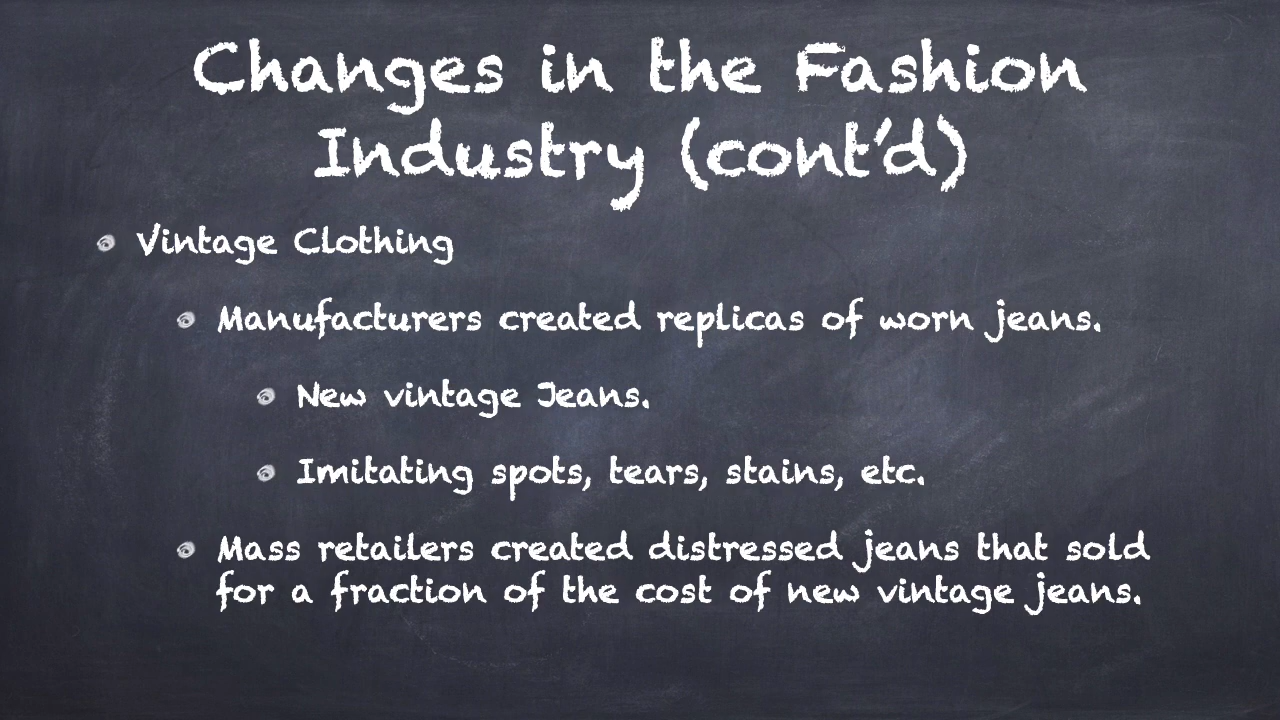 Changes in the Fashion
Industry (cont'd)
Vintage Clothing
Manufacturers created replicas of worn jeans.
New vintage Jeans.
Imitating spots, tears, stains, etc.
Mass retailers created distressed jeans that sold
for a fraction of the cost of new vintage jeans.